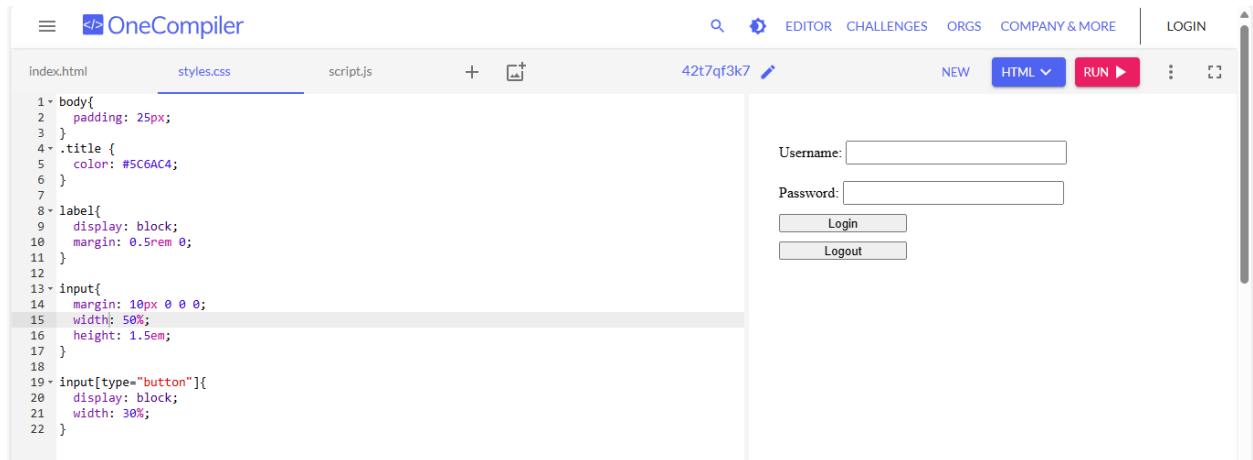 </> OneCompiler
EDITOR CHALLENGES ORGS COMPANY & MORE LOGIN
index.html styles.css script.js 42t7qf3k7 NEW HTML RUN
1 body{
2 padding: 25px;
3 }
4 .title {
5 color: #5C6AC4;
6 }
7
8 label{
9 display: block;
10 margin: 0.5rem 0;
11 }
12
13 input{
14 margin: 10px 0 0 0;
15 width: 50%;
16 height: 1.5em;
17 }
18
19 input[type="button"]{
20 display: block;
21 width: 30%;
22 }
Username:
Password:
Login
Logout